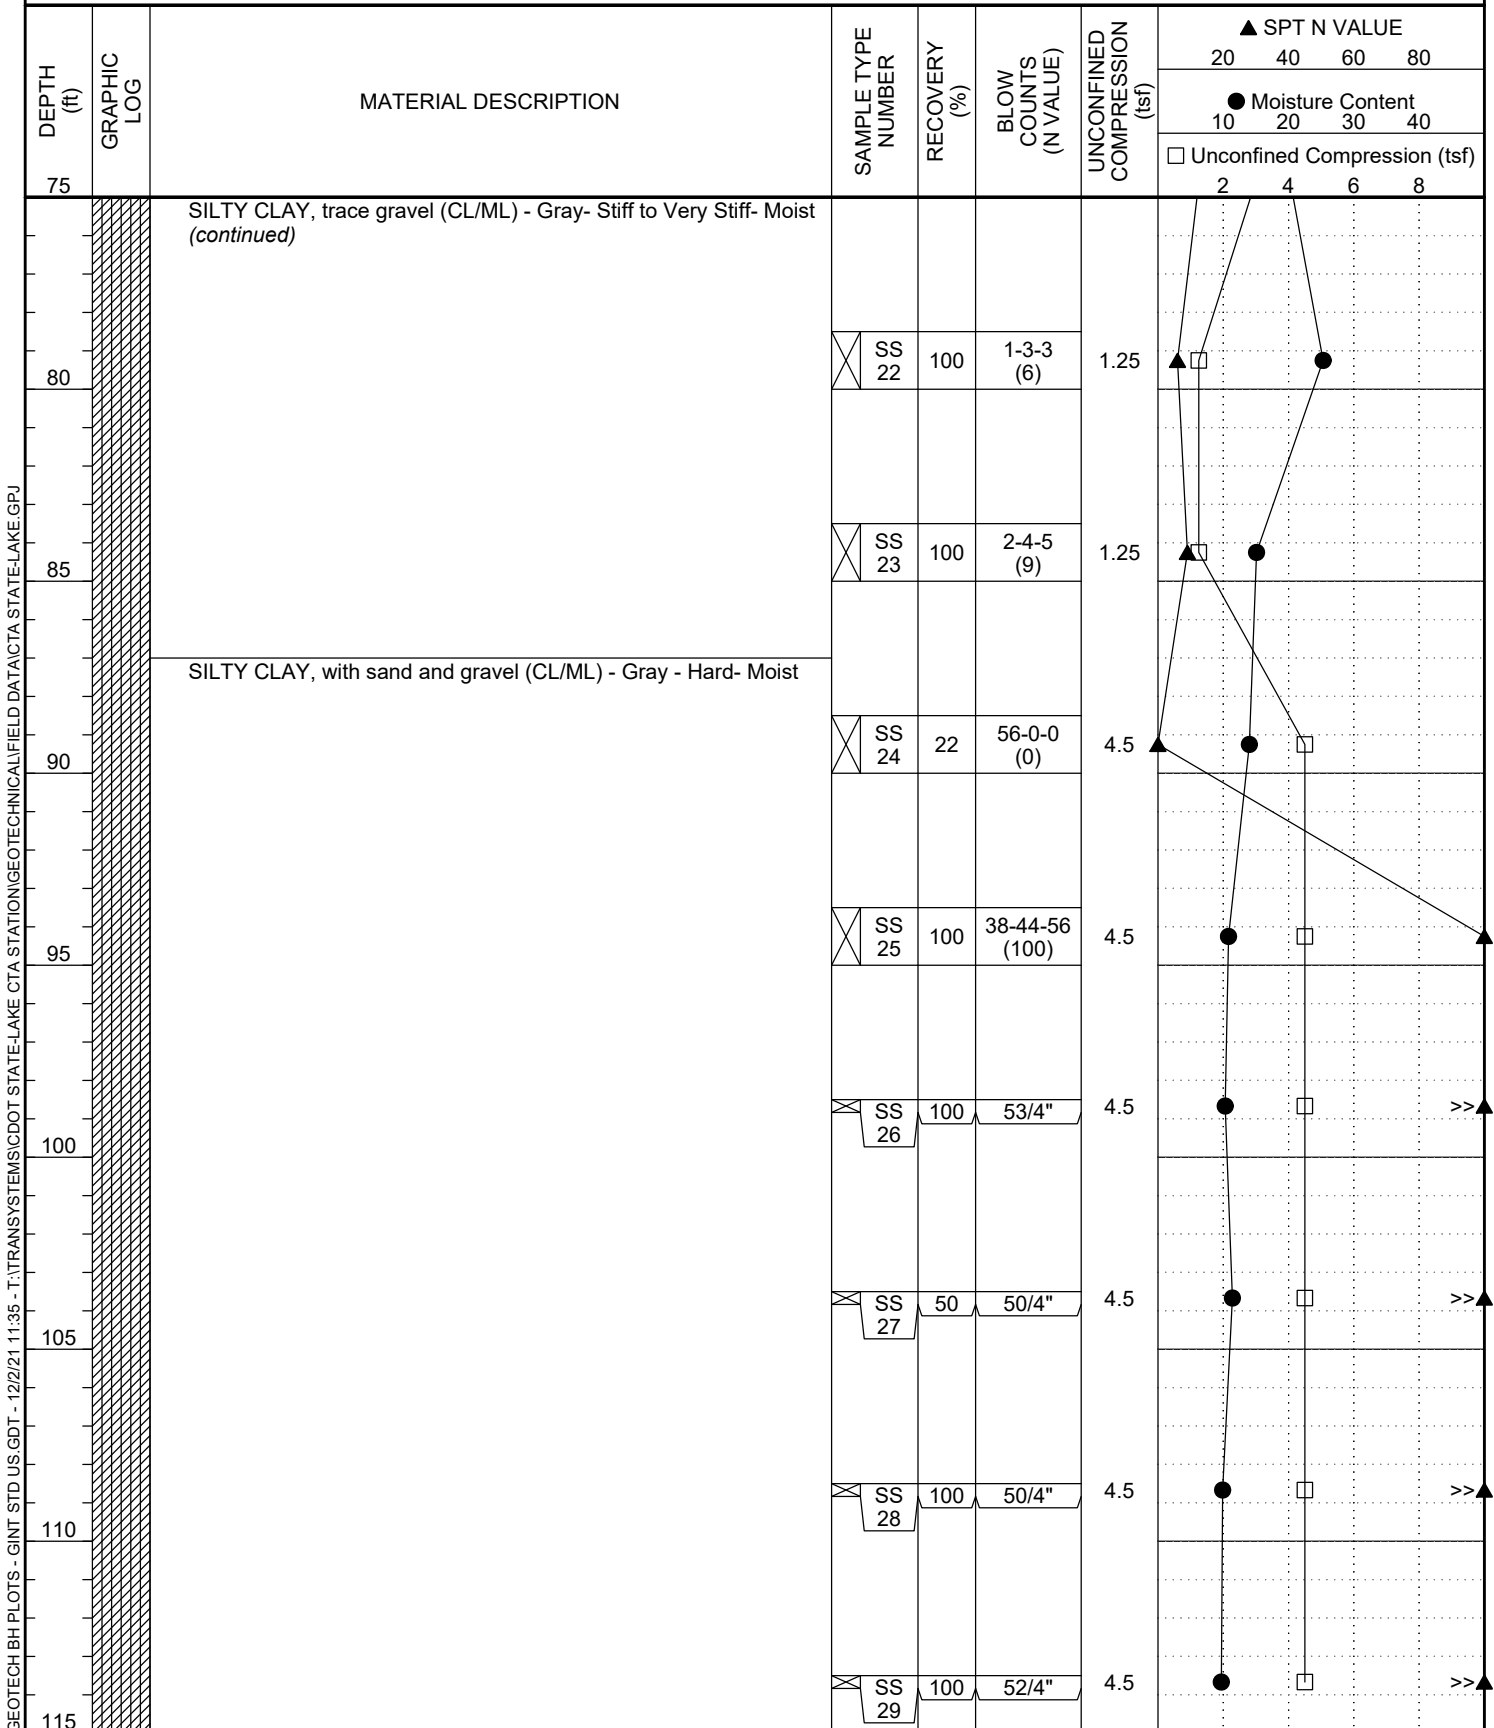 DEPTH
(ft)
GRAPHIC
LOG
MATERIAL DESCRIPTION
SAMPLE TYPE
NUMBER
RECOVERY
(%)
BLOW
COUNTS
(N VALUE)
UNCONFINED
COMPRESSION
(tsf)
▲ SPT N VALUE
20 40 60 80
● Moisture Content
10 20 30 40
□ Unconfined Compression (tsf)
2 4 6 8
75
SILTY CLAY, trace gravel (CL/ML) - Gray- Stiff to Very Stiff- Moist
(continued)
SS
22
100
1-3-3
(6)
1.25
80
SS
23
100
2-4-5
(9)
1.25
85
SILTY CLAY, with sand and gravel (CL/ML) - Gray - Hard- Moist
SS
24
22
56-0-0
(0)
4.5
90
SS
25
100
38-44-56
(100)
4.5
95
SS
26
100
53/4"
4.5
>>
100
SS
27
50
50/4"
4.5
>>
105
SS
28
100
50/4"
4.5
>>
110
SS
29
100
52/4"
4.5
>>
115
GEOTECH BH PLOTS - GINT STD US.GDT - 12/2/21 11:35 - T:\TRANSYSTEMS\CDOT STATE-LAKE CTA STATION\GEOTECHNICAL\FIELD DATA\CTA STATE-LAKE.GPJ